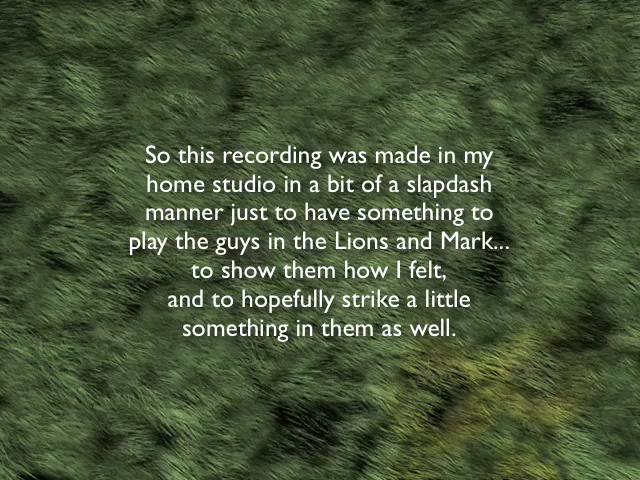 So this recording was made in my
home studio in a bit of a slapdash
manner just to have something to
play the guys in the Lions and Mark...
to show them how I felt,
and to hopefully strike a little
something in them as well.